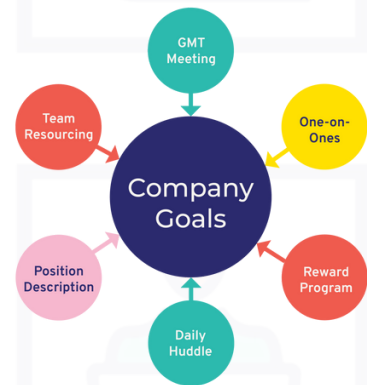 GMT
Meeting
Team
Resourcing
One-on-
Ones
Company
Goals
Position
Description
Reward
Program
Daily
Huddle